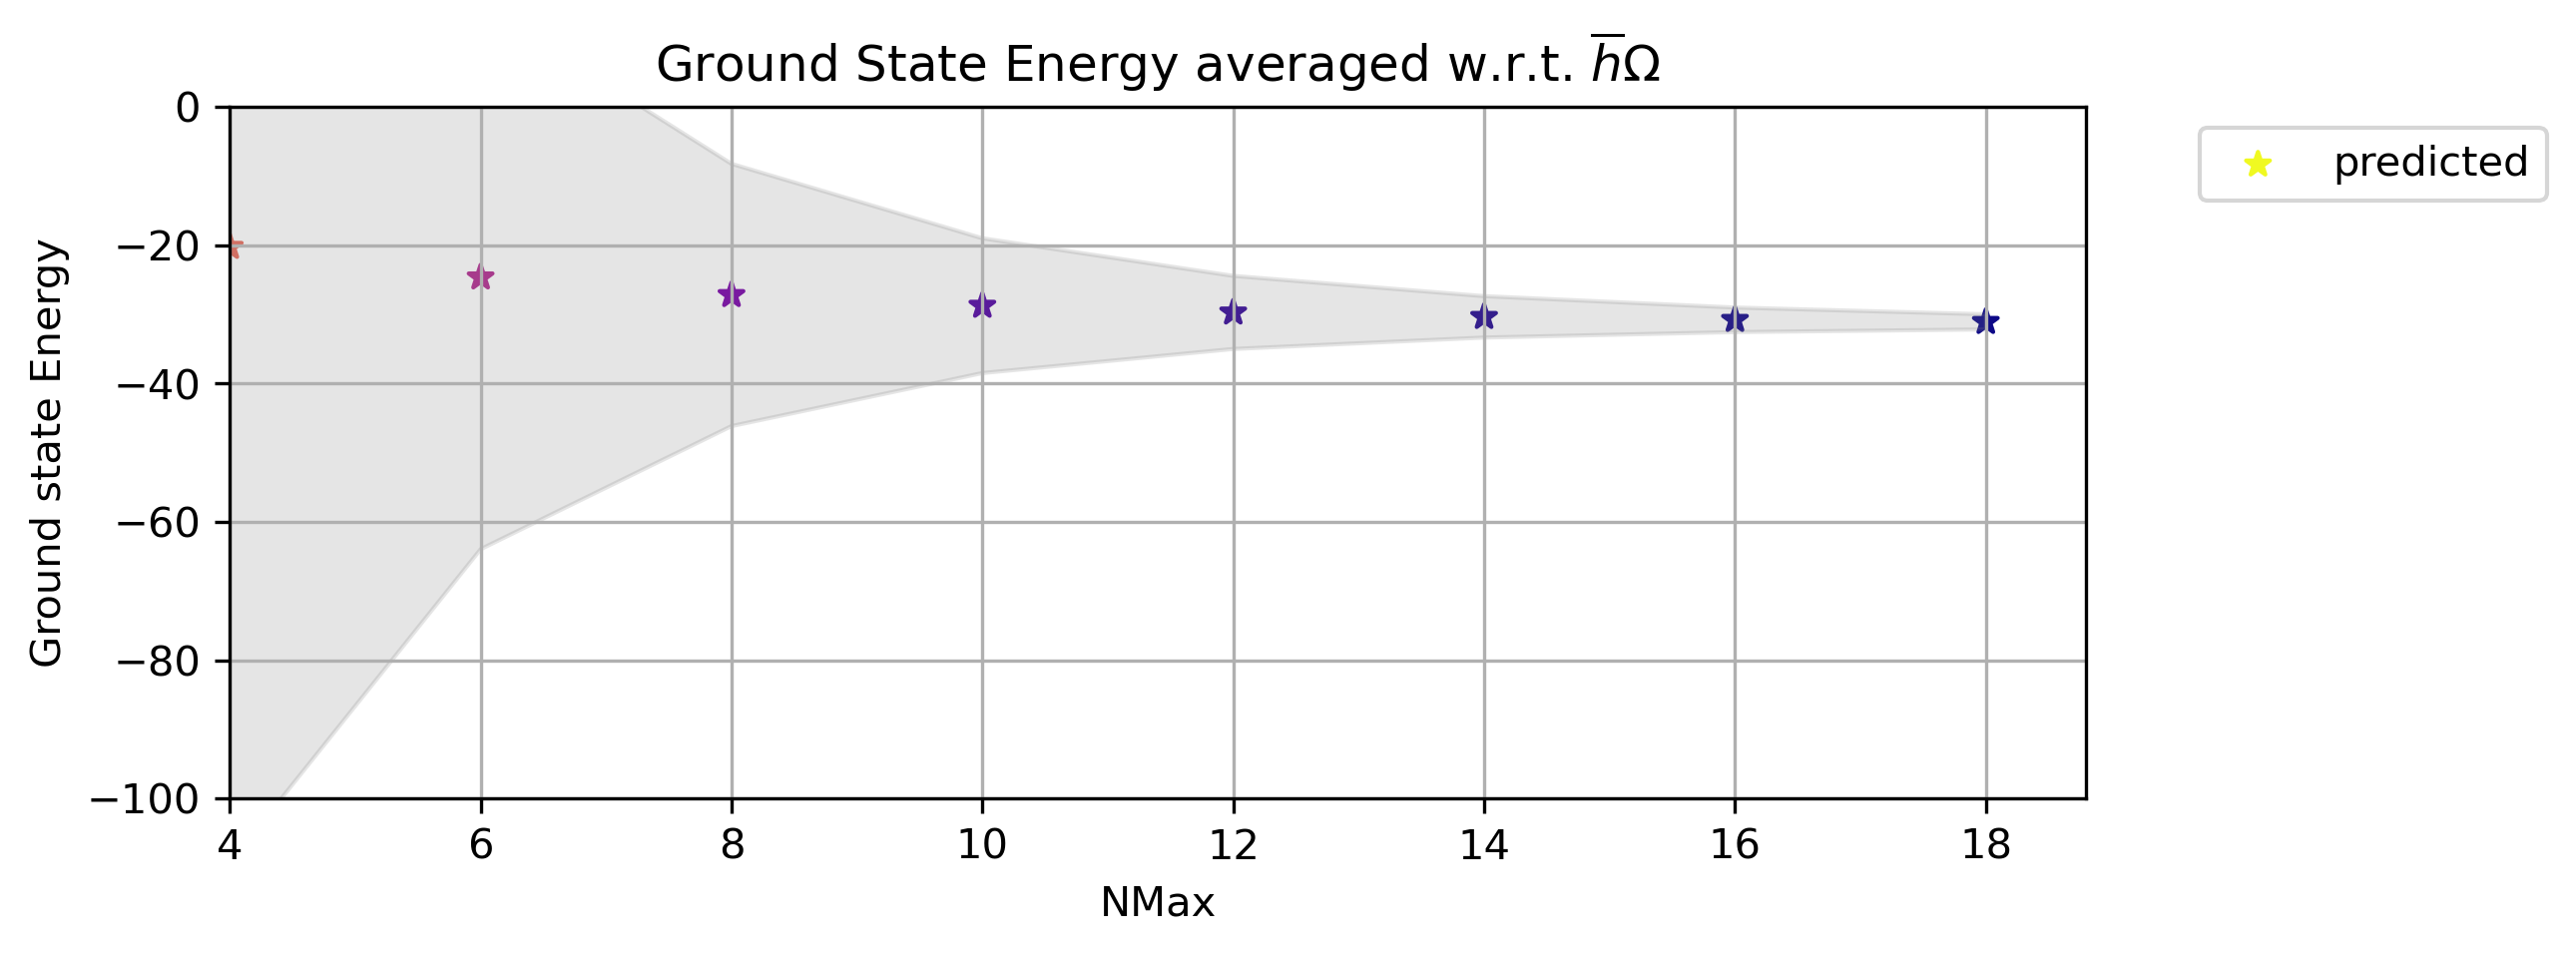 Ground State Energy averaged w.r.t. h̅Ω
predicted
Ground state Energy
0
−20
−40
−60
−80
−100
4 6 8 10 12 14 16 18
NMax